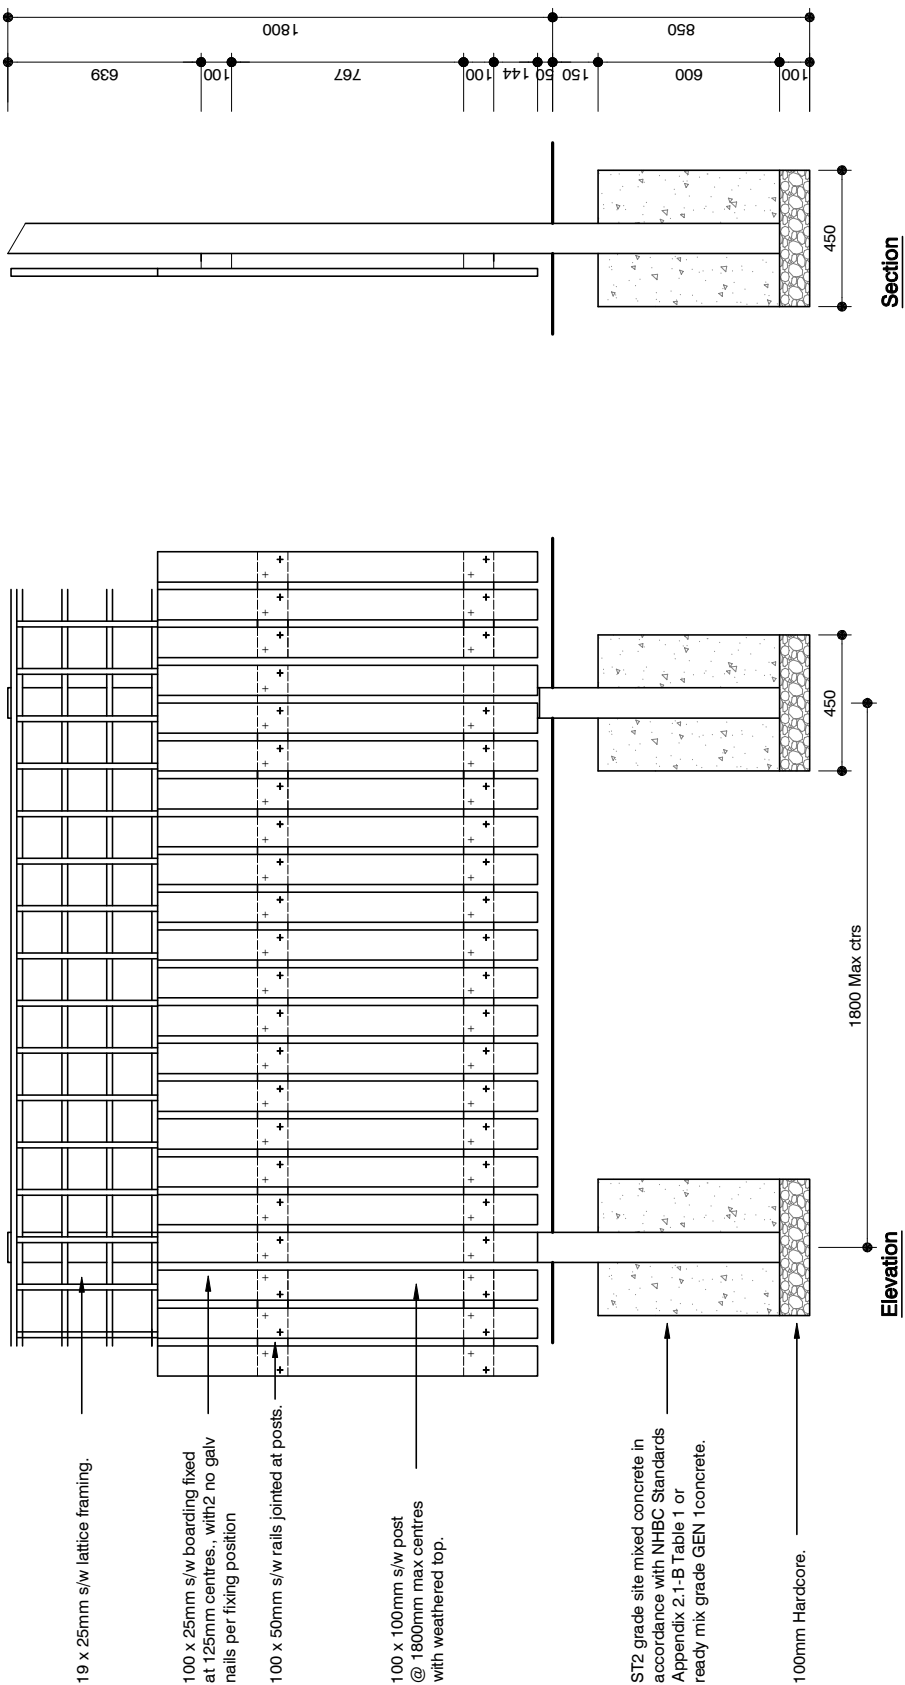 19 x 25mm s/w lattice framing.
100 x 25mm s/w boarding fixed
at 125mm centres., with2 no galv
nails per fixing position
100 x 50mm s/w rails jointed at posts.
100 x 100mm s/w post
@ 1800mm max centres
with weathered top.
ST2 grade site mixed concrete in
accordance with NHBC Standards
Appendix 2.1-B Table 1 or
ready mix grade GEN 1concrete.
100mm Hardcore.
1800 Max ctrs
450
Elevation
1800
850
639
100
767
100
144
50
150
600
100
450
Section